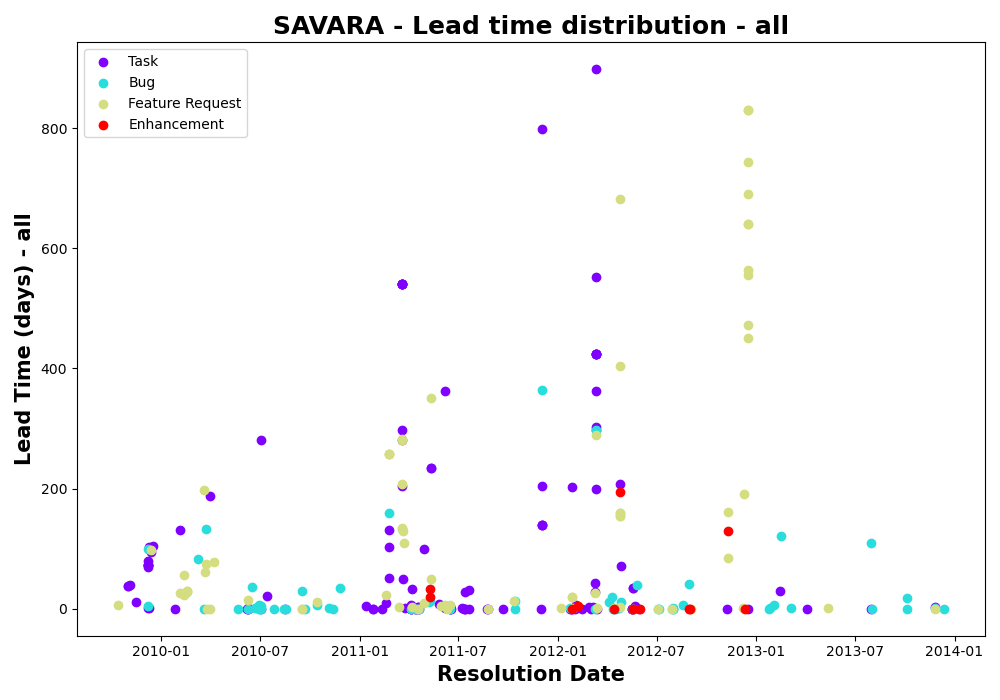 SAVARA - Lead time distribution - all
Task
Bug
Feature Request
Enhancement
Lead Time (days) - all
800
600
400
200
0
2010-01 2010-07 2011-01 2011-07 2012-01 2012-07 2013-01 2013-07 2014-01
Resolution Date